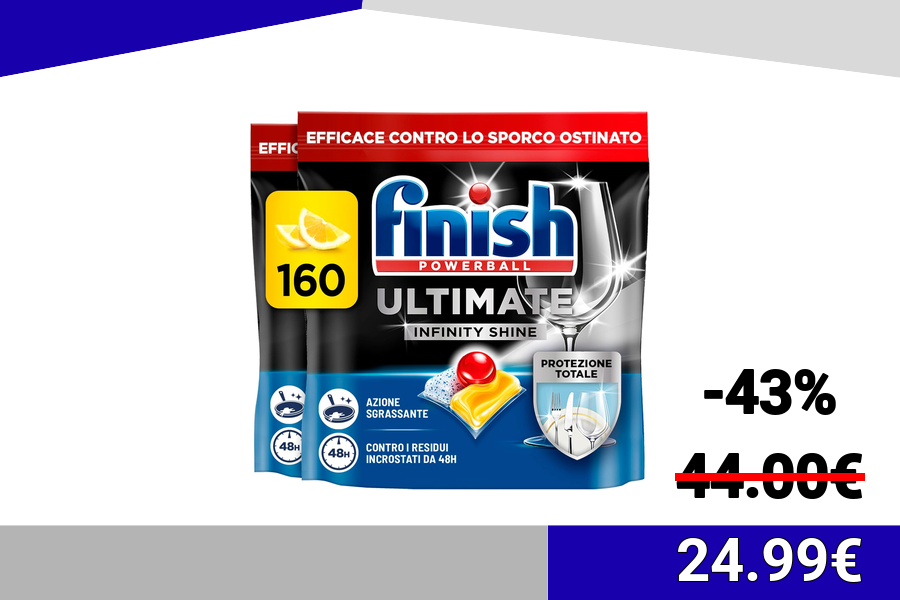 EFFICACE CONTRO LO SPORCO OSTINATO
EFFIC
finish
POWERBALL
160
ULTIMATE
INFINITY SHINE
PROTEZIONE
TOTALE
AZIONE
SGRASSANTE
48H
48H
CONTRO I RESIDUI
INCROSTATI DA 48H
-43%
44.00€
24.99€